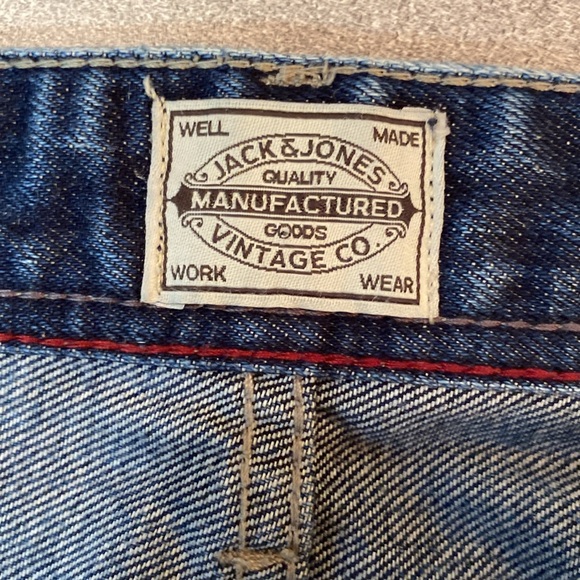 WELL MADE
JACK&JONES
QUALITY
MANUFACTURED
GOODS
VINTAGE CO.
WORK WEAR